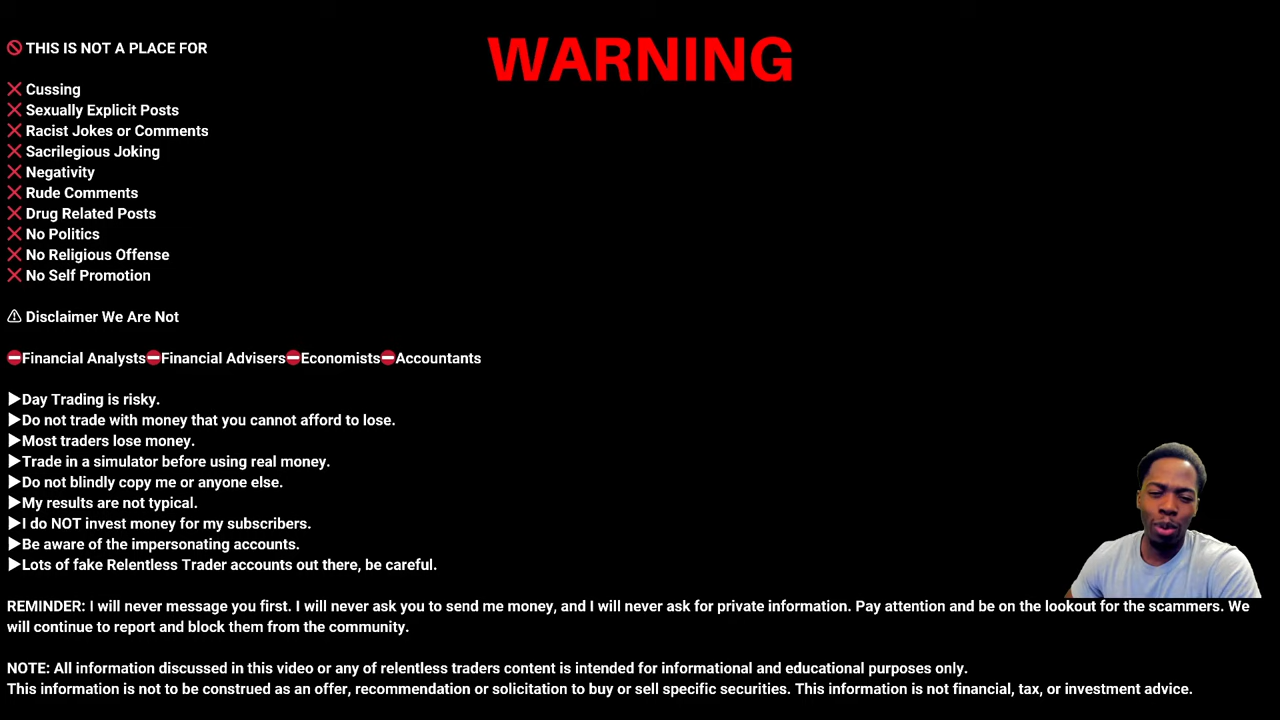 WARNING
🚫 THIS IS NOT A PLACE FOR
❌ Cussing
❌ Sexually Explicit Posts
❌ Racist Jokes or Comments
❌ Sacrilegious Joking
❌ Negativity
❌ Rude Comments
❌ Drug Related Posts
❌ No Politics
❌ No Religious Offense
❌ No Self Promotion
⚠ Disclaimer We Are Not
⛔Financial Analysts⛔Financial Advisers⛔Economists⛔Accountants
▶Day Trading is risky.
▶Do not trade with money that you cannot afford to lose.
▶Most traders lose money.
▶Trade in a simulator before using real money.
▶Do not blindly copy me or anyone else.
▶My results are not typical.
▶I do NOT invest money for my subscribers.
▶Be aware of the impersonating accounts.
▶Lots of fake Relentless Trader accounts out there, be careful.
REMINDER: I will never message you first. I will never ask you to send me money, and I will never ask for private information. Pay attention and be on the lookout for the scammers. We
will continue to report and block them from the community.
NOTE: All information discussed in this video or any of relentless traders content is intended for informational and educational purposes only.
This information is not to be construed as an offer, recommendation or solicitation to buy or sell specific securities. This information is not financial, tax, or investment advice.